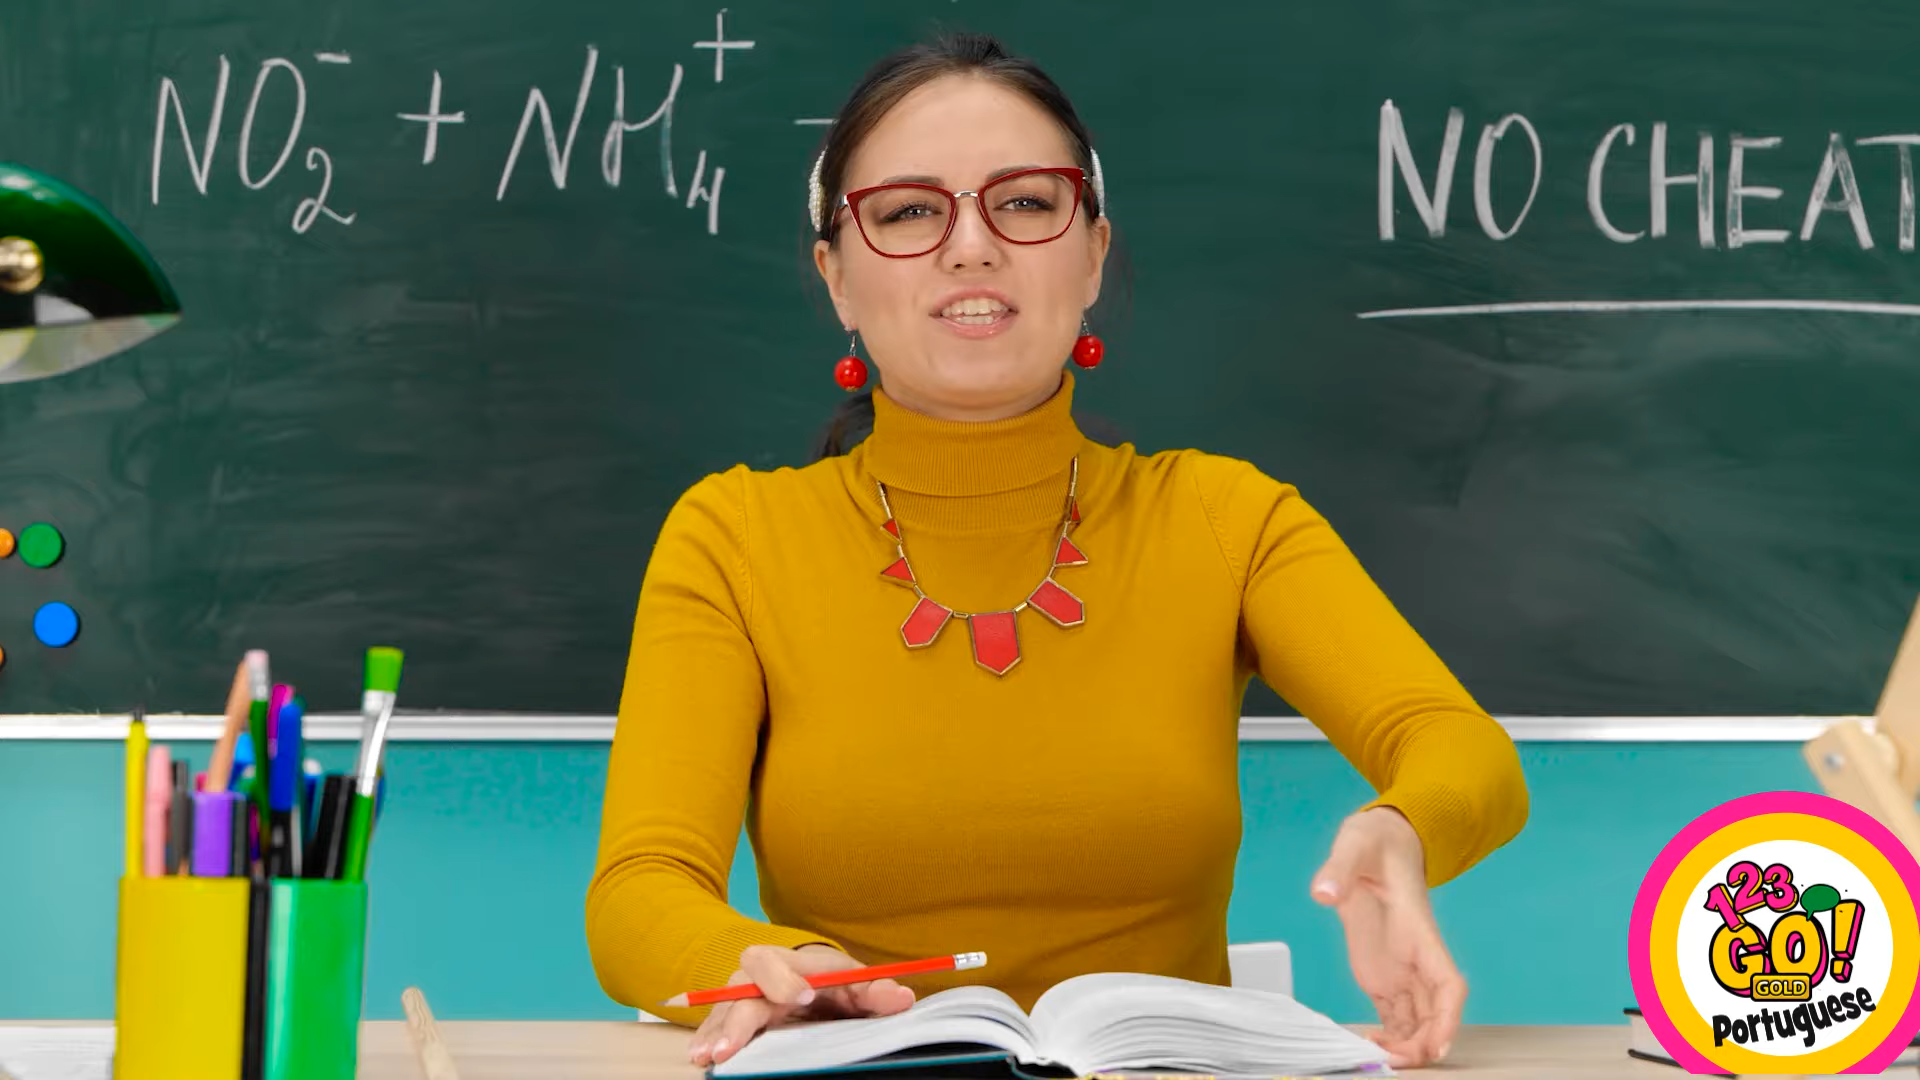 NO₂⁻ + NH₄⁺ -
NO CHEAT
123
GO!
GOLD
Portuguese